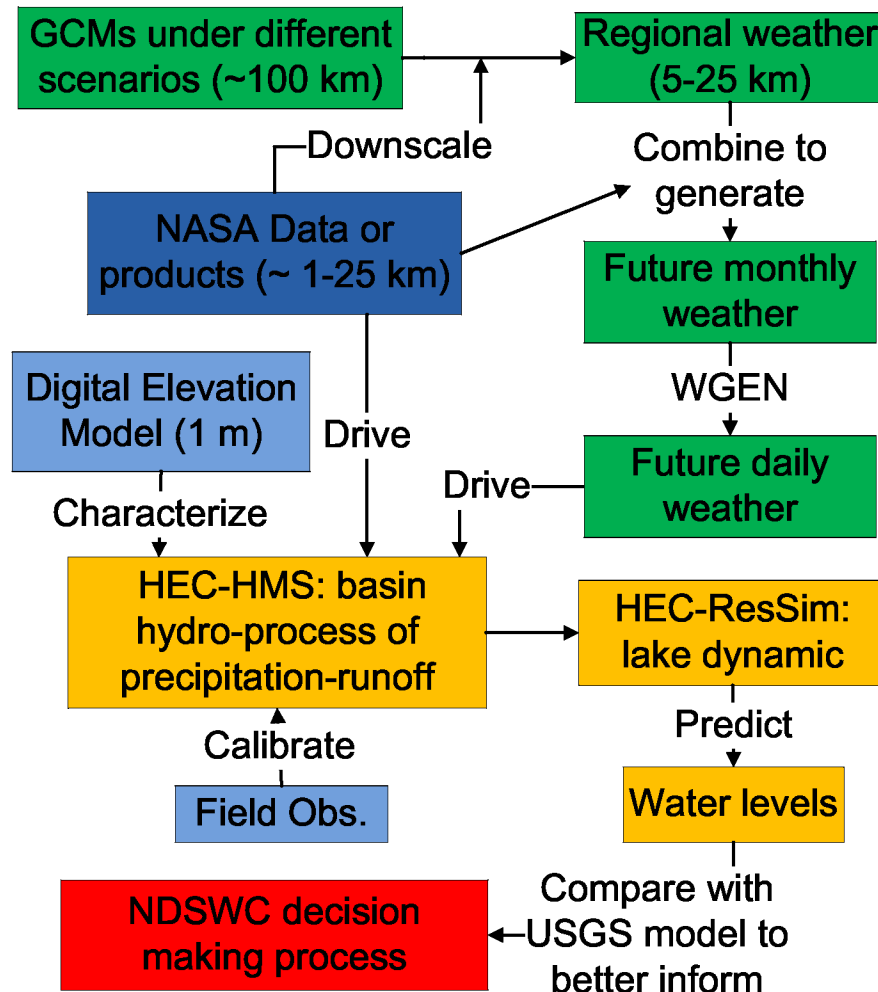 GCMs under different
scenarios (~100 km)
Regional weather
(5-25 km)
Downscale
Combine to
generate
NASA Data or
products (~ 1-25 km)
Future monthly
weather
WGEN
Digital Elevation
Model (1 m)
Drive
Future daily
weather
Drive
Characterize
HEC-HMS: basin
hydro-process of
precipitation-runoff
HEC-ResSim:
lake dynamic
Predict
Calibrate
Field Obs.
Water levels
Compare with
USGS model to
better inform
NDSWC decision
making process